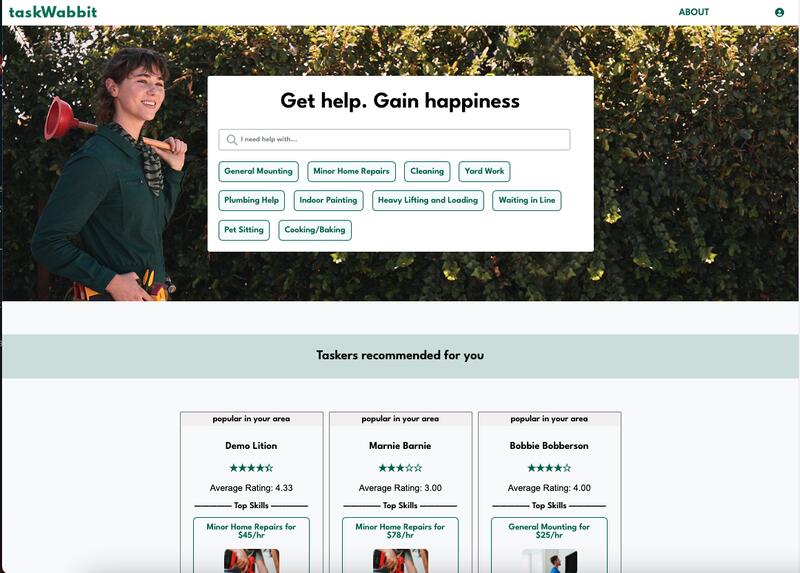 taskWabbit
ABOUT
Get help. Gain happiness
I need help with...
General Mounting
Minor Home Repairs
Cleaning
Yard Work
Plumbing Help
Indoor Painting
Heavy Lifting and Loading
Waiting in Line
Pet Sitting
Cooking/Baking
Taskers recommended for you
popular in your area
Demo Lition
Average Rating: 4.33
Top Skills
Minor Home Repairs for
$45/hr
popular in your area
Marnie Barnie
Average Rating: 3.00
Top Skills
Minor Home Repairs for
$78/hr
popular in your area
Bobbie Bobberson
Average Rating: 4.00
Top Skills
General Mounting for
$25/hr